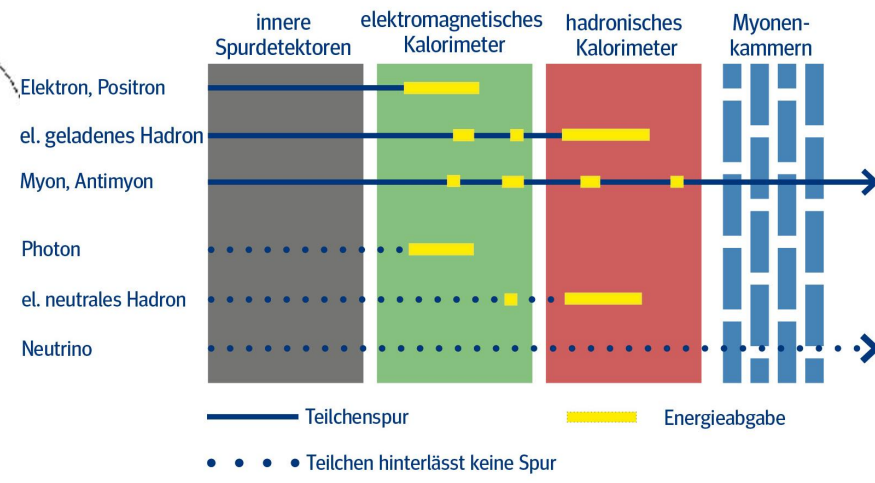 innere
Spurdetektoren
elektromagnetisches
Kalorimeter
hadronisches
Kalorimeter
Myonen-
kammern
Elektron, Positron
el. geladenes Hadron
Myon, Antimyon
Photon
el. neutrales Hadron
Neutrino
Teilchenspur
Energieabgabe
Teilchen hinterlässt keine Spur